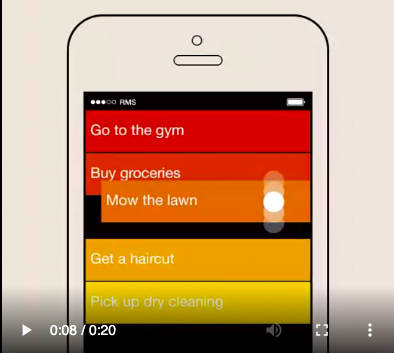 RMS
Go to the gym
Buy groceries
Mow the lawn
Get a haircut
Pick up dry cleaning
0:08 / 0:20